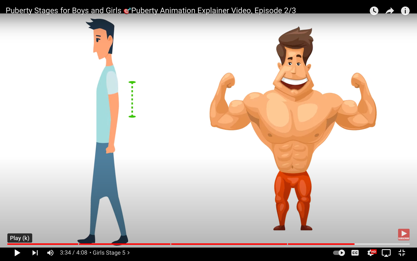 Puberty Stages for Boys and Girls Puberty Animation Explainer Video, Episode 2/3
Play (k)
3:34 / 4:08 • Girls Stage 5 >